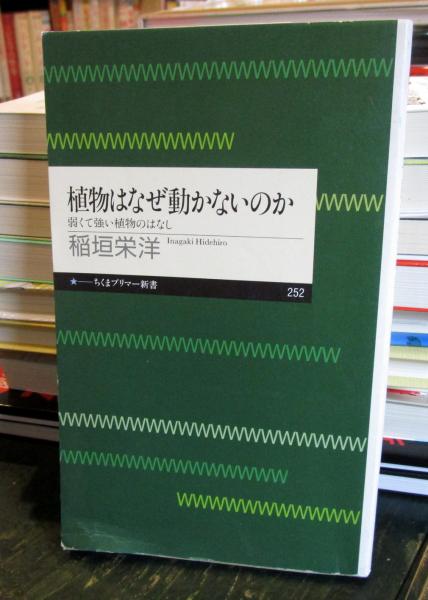 植物はなぜ動かないのか
弱くて強い植物のはなし
稲垣栄洋 Inagaki Hidehiro
★──ちくまプリマー新書
252